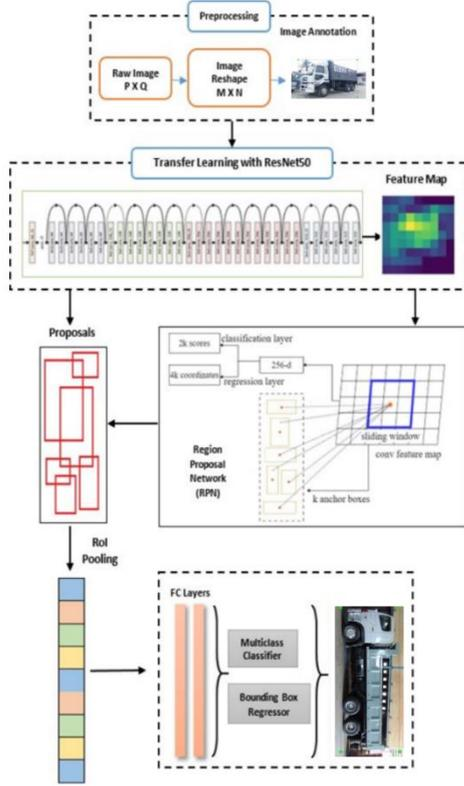 Preprocessing
Image Annotation
Raw Image
P X Q
Image
Reshape
M X N
Transfer Learning with ResNet50
Feature Map
Proposals
2k scores
classification layer
256-d
4k coordinates
regression layer
sliding window
conv feature map
Region
Proposal
Network
(RPN)
k anchor boxes
RoI
Pooling
FC Layers
Multiclass
Classifier
Bounding Box
Regressor